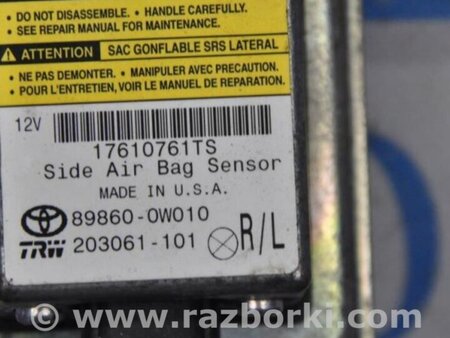 • DO NOT DISASSEMBLE. • HANDLE CAREFULLY.
• SEE REPAIR MANUAL FOR MAINTENANCE.
ATTENTION SAC GONFLABLE SRS LATERAL
• NE PAS DEMONTER. • MANIPULER AVEC PRECAUTION.
• POUR L'ENTRETIEN, VOIR LE MANUEL DE REPARATION.
12V
17610761TS
Side Air Bag Sensor
MADE IN U.S.A.
89860-0W010
TRW 203061-101 R/L
www.razborki.com